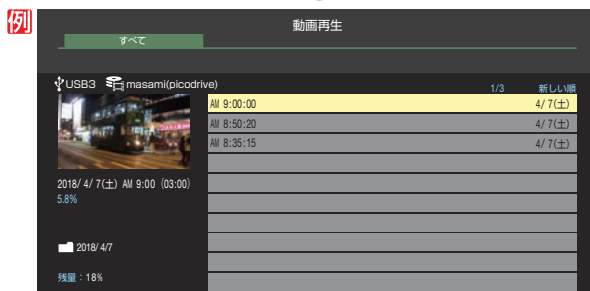 例
動画再生
すべて
USB3 masami(picodrive)
1/3 新しい順
AM 9:00:00 4/ 7(土)
AM 8:50:20 4/ 7(土)
AM 8:35:15 4/ 7(土)
2018/ 4/ 7(土) AM 9:00 (03:00)
5.8%
2018/ 4/7
残量：18%